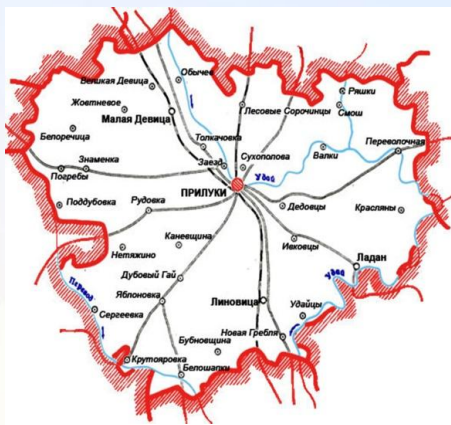 Великая Девица
Обычев
Ряшки
Жовтневое
Малая Девица
Лесовые Сорочинцы
Смош
Белоречица
Толкачовка
Переволочная
Знаменка
Заезд
Сухополова
Валки
Погребы
Удай
ПРИЛУКИ
Поддубовка
Рудовка
Дедовцы
Красляны
Каневщина
Ивковцы
Нетяжино
Ладан
Дубовый Гай
Удай
Перевод
Яблоновка
Линовица
Сергеевка
Удайцы
Новая Гребля
Бубновщина
Крутояровка
Белошапки